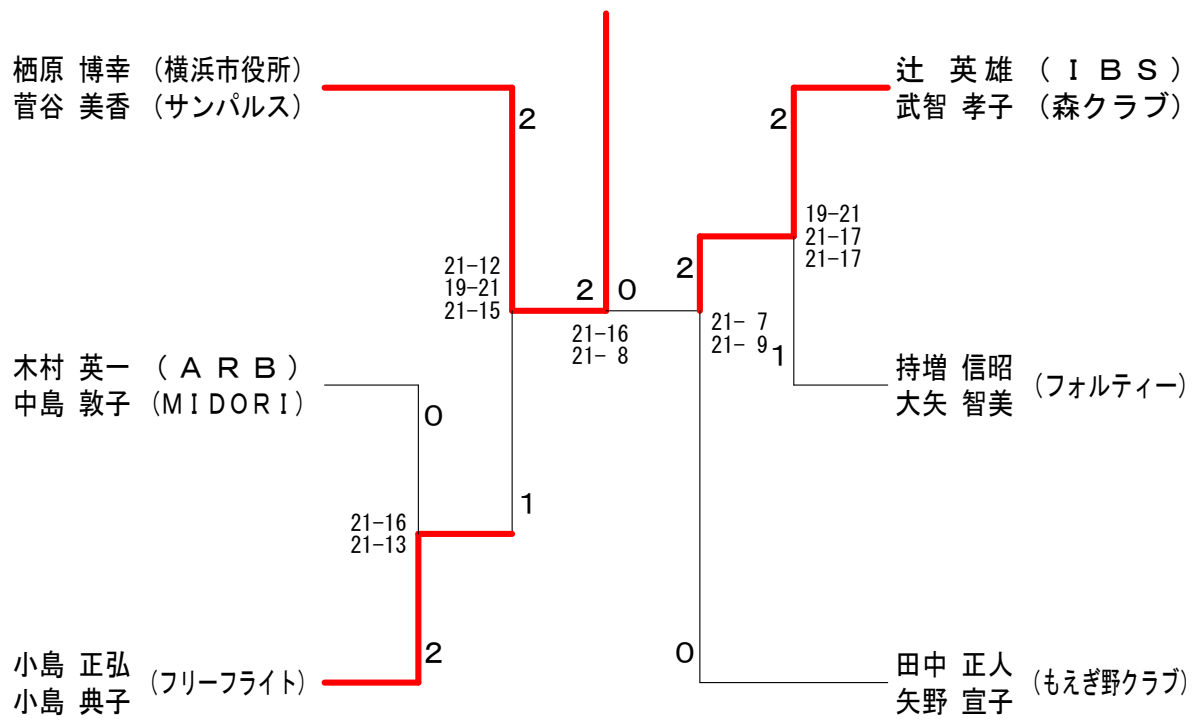 栖原 博幸 (横浜市役所)
菅谷 美香 (サンパルス)
2
21-12
19-21
21-15
木村 英一 (ＡＲＢ)
中島 敦子 (ＭＩＤＯＲＩ)
0
1
21-16
21-13
2
小島 正弘
小島 典子
(フリーフライト)
2
0
21-16
21- 8
辻 英雄 (ＩＢＳ)
武智 孝子 (森クラブ)
2
19-21
21-17
21-17
2
21- 7
21- 9
1
持増 信昭
大矢 智美
(フォルティー)
0
田中 正人
矢野 宣子
(もえぎ野クラブ)